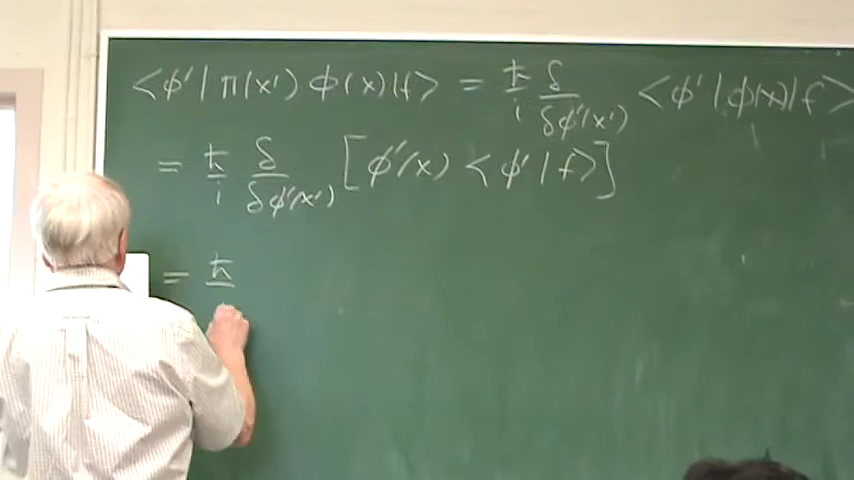 <ϕ'|π(x')ϕ(x)|f> = ħ/i δ/δϕ'(x') <ϕ'|ϕ(x)|f>
= ħ/i δ/δϕ'(x') [ϕ'(x) <ϕ'|f>]
= ħ